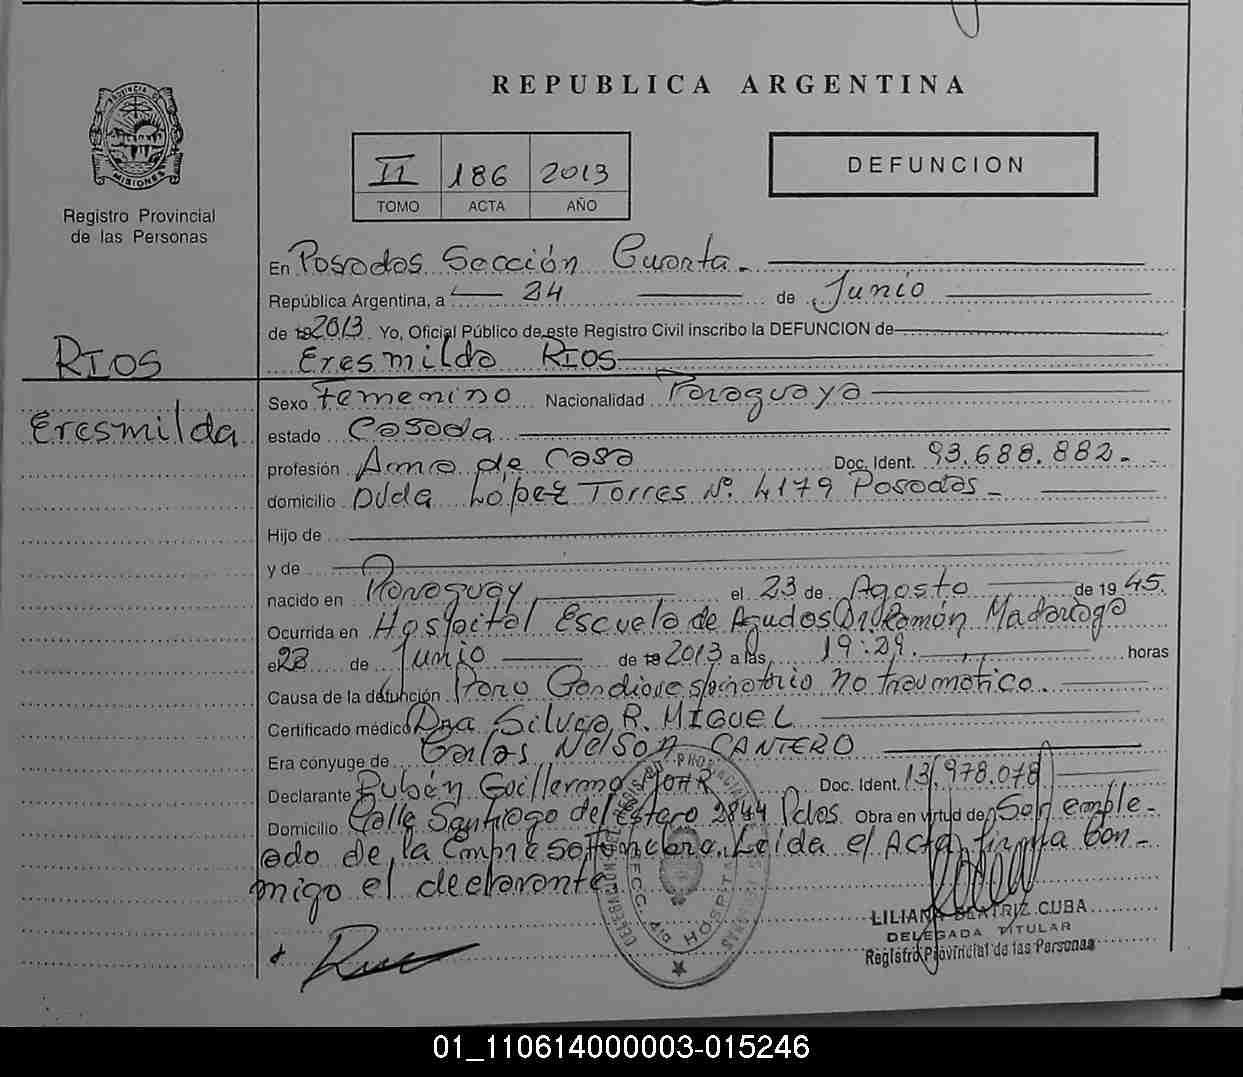 REPUBLICA ARGENTINA
PROVINCIA DE MISIONES
Registro Provincial
de las Personas
II 186 2013
TOMO ACTA AÑO
DEFUNCION
En Posadas Sección Cuarta.-
República Argentina, a 24 de Junio
de 19 2013 Yo, Oficial Público de este Registro Civil inscribo la DEFUNCION de
Eresmilda RIOS
RIOS
Eresmilda
Sexo Femenino Nacionalidad Paraguaya
estado Casada
profesión Ama de Casa Doc. Ident. 93.688.882.-
domicilio Avda López Torres Nº 4179 Posadas-
Hijo de
y de
nacido en Paraguay el 23 de Agosto de 1945.
Ocurrida en Hospital Escuela de Agudos Dr. Ramón Madariaga
el 23 de Junio de 19 2013 a las 19:29. horas
Causa de la defunción Paro Cardiorespiratorio no traumático.
Certificado médico Dra Silvia R. MIGUEL
Era cónyuge de Carlos Nelson CANTERO
Declarante Rubén Guillermo Doc. Ident. 13.978.078
Domicilio Calle Santiago del Estero 2844 Pdas. Obra en virtud de Ser emple-
ado de la Empresa Funebre. Leida el Acta firma con-
migo el declarante
LILIANA BEATRIZ CUBA
DELEGADA TITULAR
Registro Provincial de las Personas
01_110614000003-015246